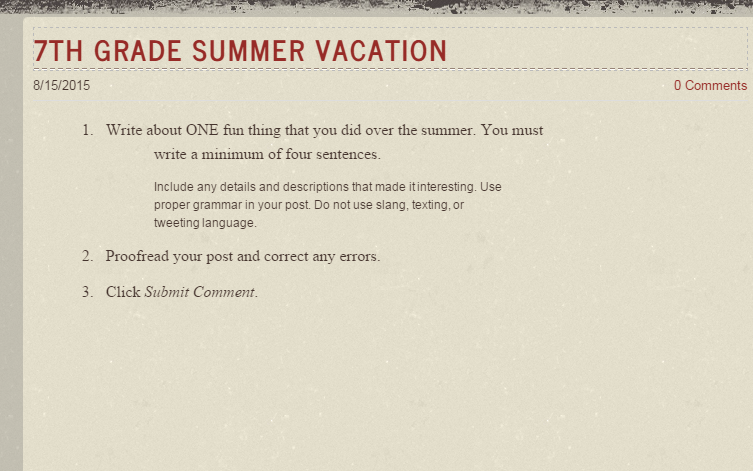 7TH GRADE SUMMER VACATION
8/15/2015 0 Comments
1. Write about ONE fun thing that you did over the summer. You must
write a minimum of four sentences.
Include any details and descriptions that made it interesting. Use
proper grammar in your post. Do not use slang, texting, or
tweeting language.
2. Proofread your post and correct any errors.
3. Click Submit Comment.